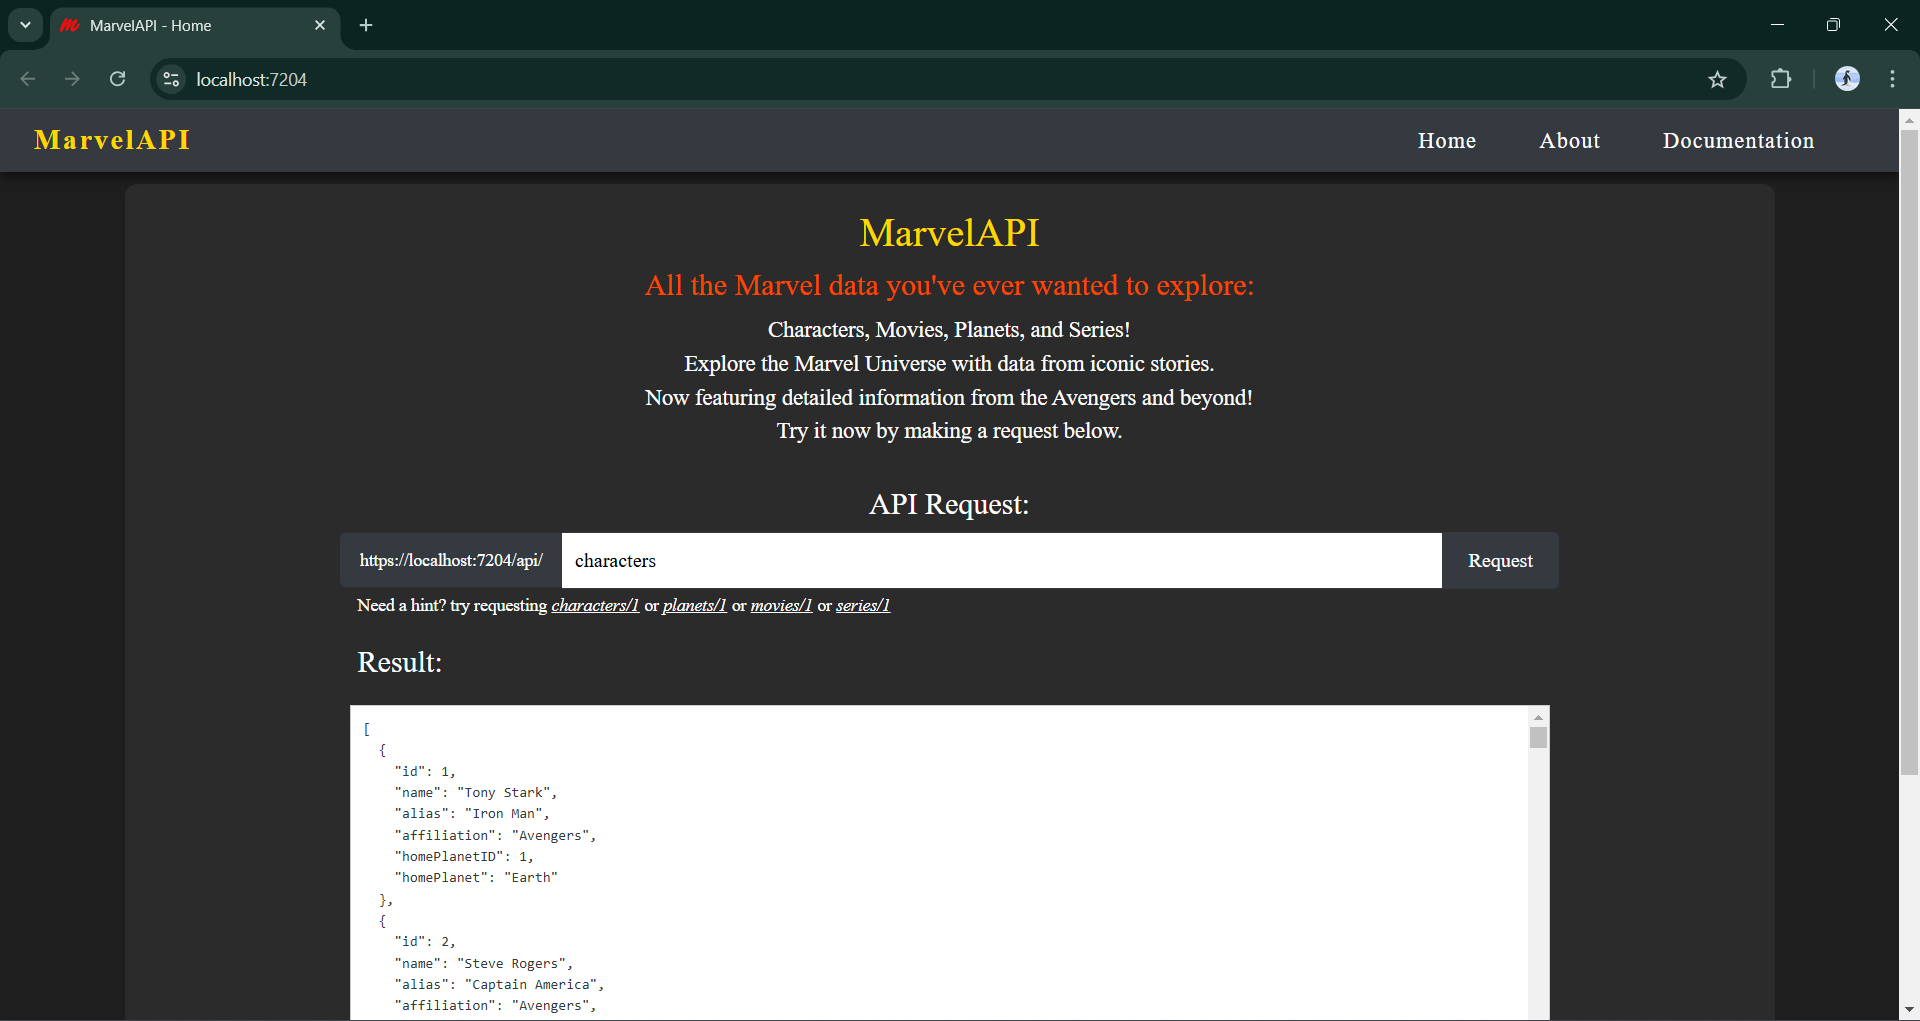 MarvelAPI - Home
localhost:7204
MarvelAPI
Home About Documentation
MarvelAPI
All the Marvel data you've ever wanted to explore:
Characters, Movies, Planets, and Series!
Explore the Marvel Universe with data from iconic stories.
Now featuring detailed information from the Avengers and beyond!
Try it now by making a request below.
API Request:
https://localhost:7204/api/ characters Request
Need a hint? try requesting characters/1 or planets/1 or movies/1 or series/1
Result:
[
{
"id": 1,
"name": "Tony Stark",
"alias": "Iron Man",
"affiliation": "Avengers",
"homePlanetID": 1,
"homePlanet": "Earth"
},
{
"id": 2,
"name": "Steve Rogers",
"alias": "Captain America",
"affiliation": "Avengers",